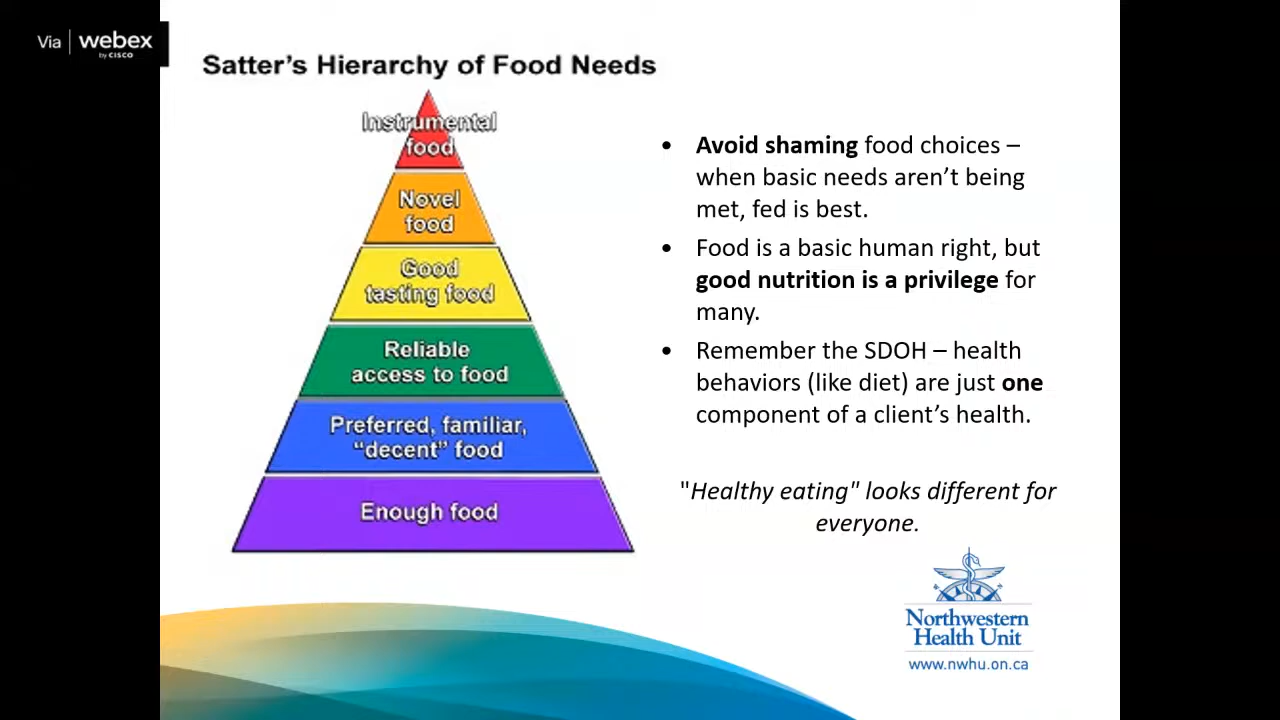 Via webex
by CISCO
Satter's Hierarchy of Food Needs
Instrumental
food
Novel
food
Good
tasting food
Reliable
access to food
Preferred, familiar,
“decent” food
Enough food
• Avoid shaming food choices –
when basic needs aren't being
met, fed is best.
• Food is a basic human right, but
good nutrition is a privilege for
many.
• Remember the SDOH – health
behaviors (like diet) are just one
component of a client's health.
"Healthy eating" looks different for
everyone.
Northwestern
Health Unit
www.nwhu.on.ca